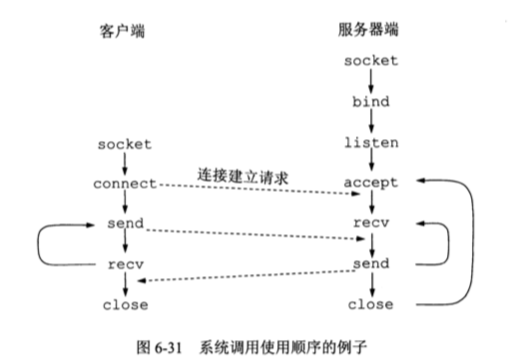 客户端
服务器端
socket
bind
socket
listen
connect
连接建立请求
accept
send
recv
recv
send
close
close
图 6-31 系统调用使用顺序的例子